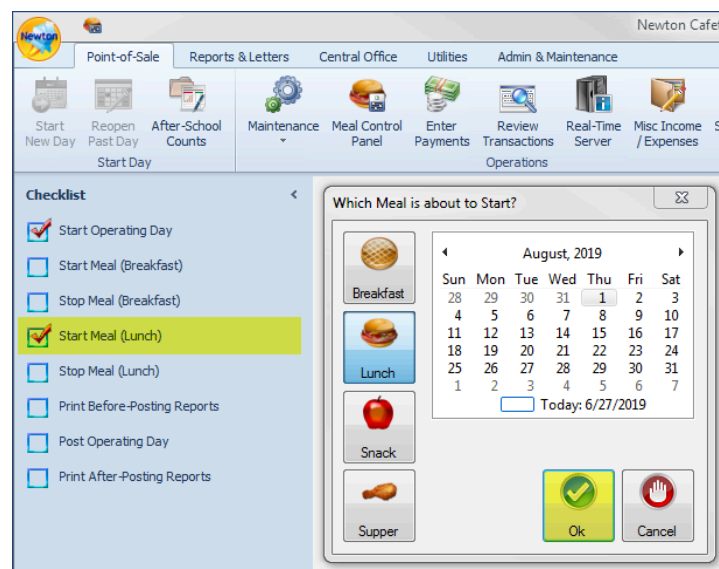 Newton
Newton Cafe
Point-of-Sale Reports & Letters Central Office Utilities Admin & Maintenance
Start New Day
Reopen Past Day
After-School Counts
Maintenance
Meal Control Panel
Enter Payments
Review Transactions
Real-Time Server
Misc Income / Expenses
S
Start Day
Operations
Checklist
Start Operating Day
Start Meal (Breakfast)
Stop Meal (Breakfast)
Start Meal (Lunch)
Stop Meal (Lunch)
Print Before-Posting Reports
Post Operating Day
Print After-Posting Reports
Which Meal is about to Start?
Breakfast
Lunch
Snack
Supper
August, 2019
Sun Mon Tue Wed Thu Fri Sat
28 29 30 31 1 2 3
4 5 6 7 8 9 10
11 12 13 14 15 16 17
18 19 20 21 22 23 24
25 26 27 28 29 30 31
1 2 3 4 5 6 7
Today: 6/27/2019
Ok
Cancel